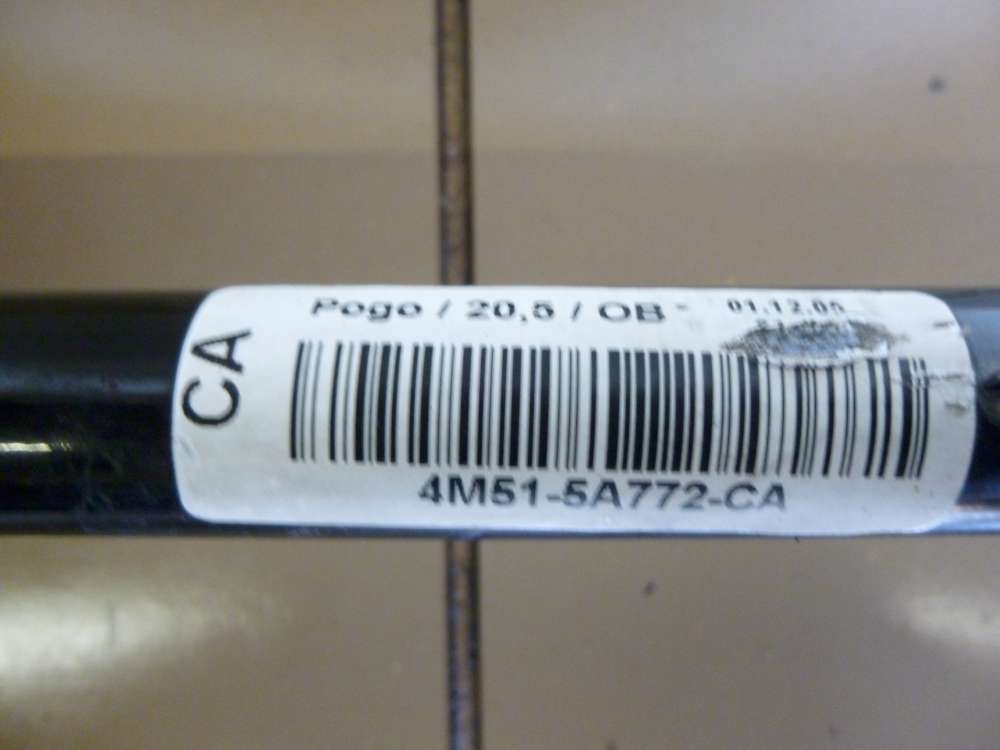 Pogo / 20,5 / OB -
01.12.05
CA
4M51-5A772-CA